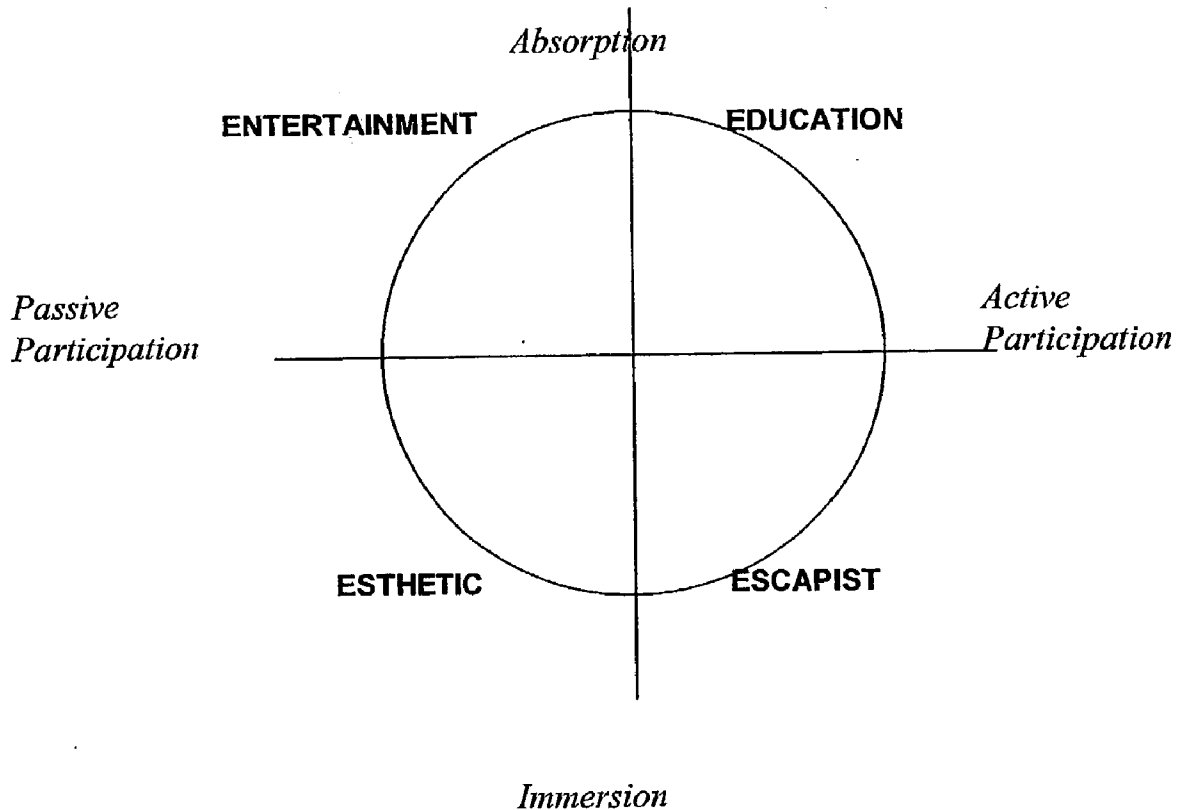 Absorption
ENTERTAINMENT
EDUCATION
Passive
Participation
Active
Participation
ESTHETIC
ESCAPIST
Immersion